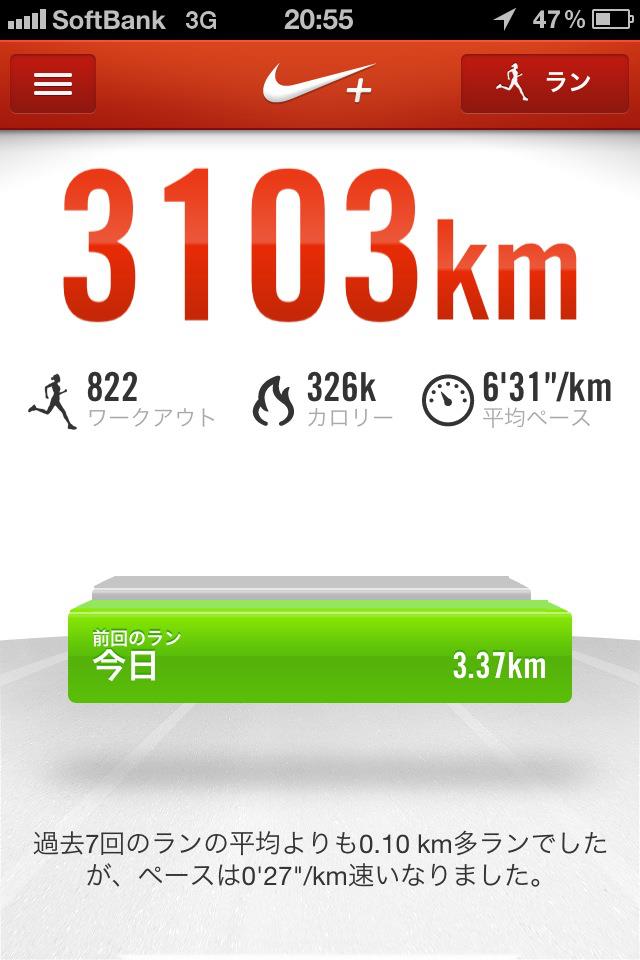 SoftBank 3G 20:55 47%
ラン
3103km
822 326k 6'31"/km
ワークアウト カロリー 平均ペース
前回のラン
今日 3.37km
過去7回のランの平均よりも0.10 km多ランでした
が、ペースは0'27"/km速いなりました。